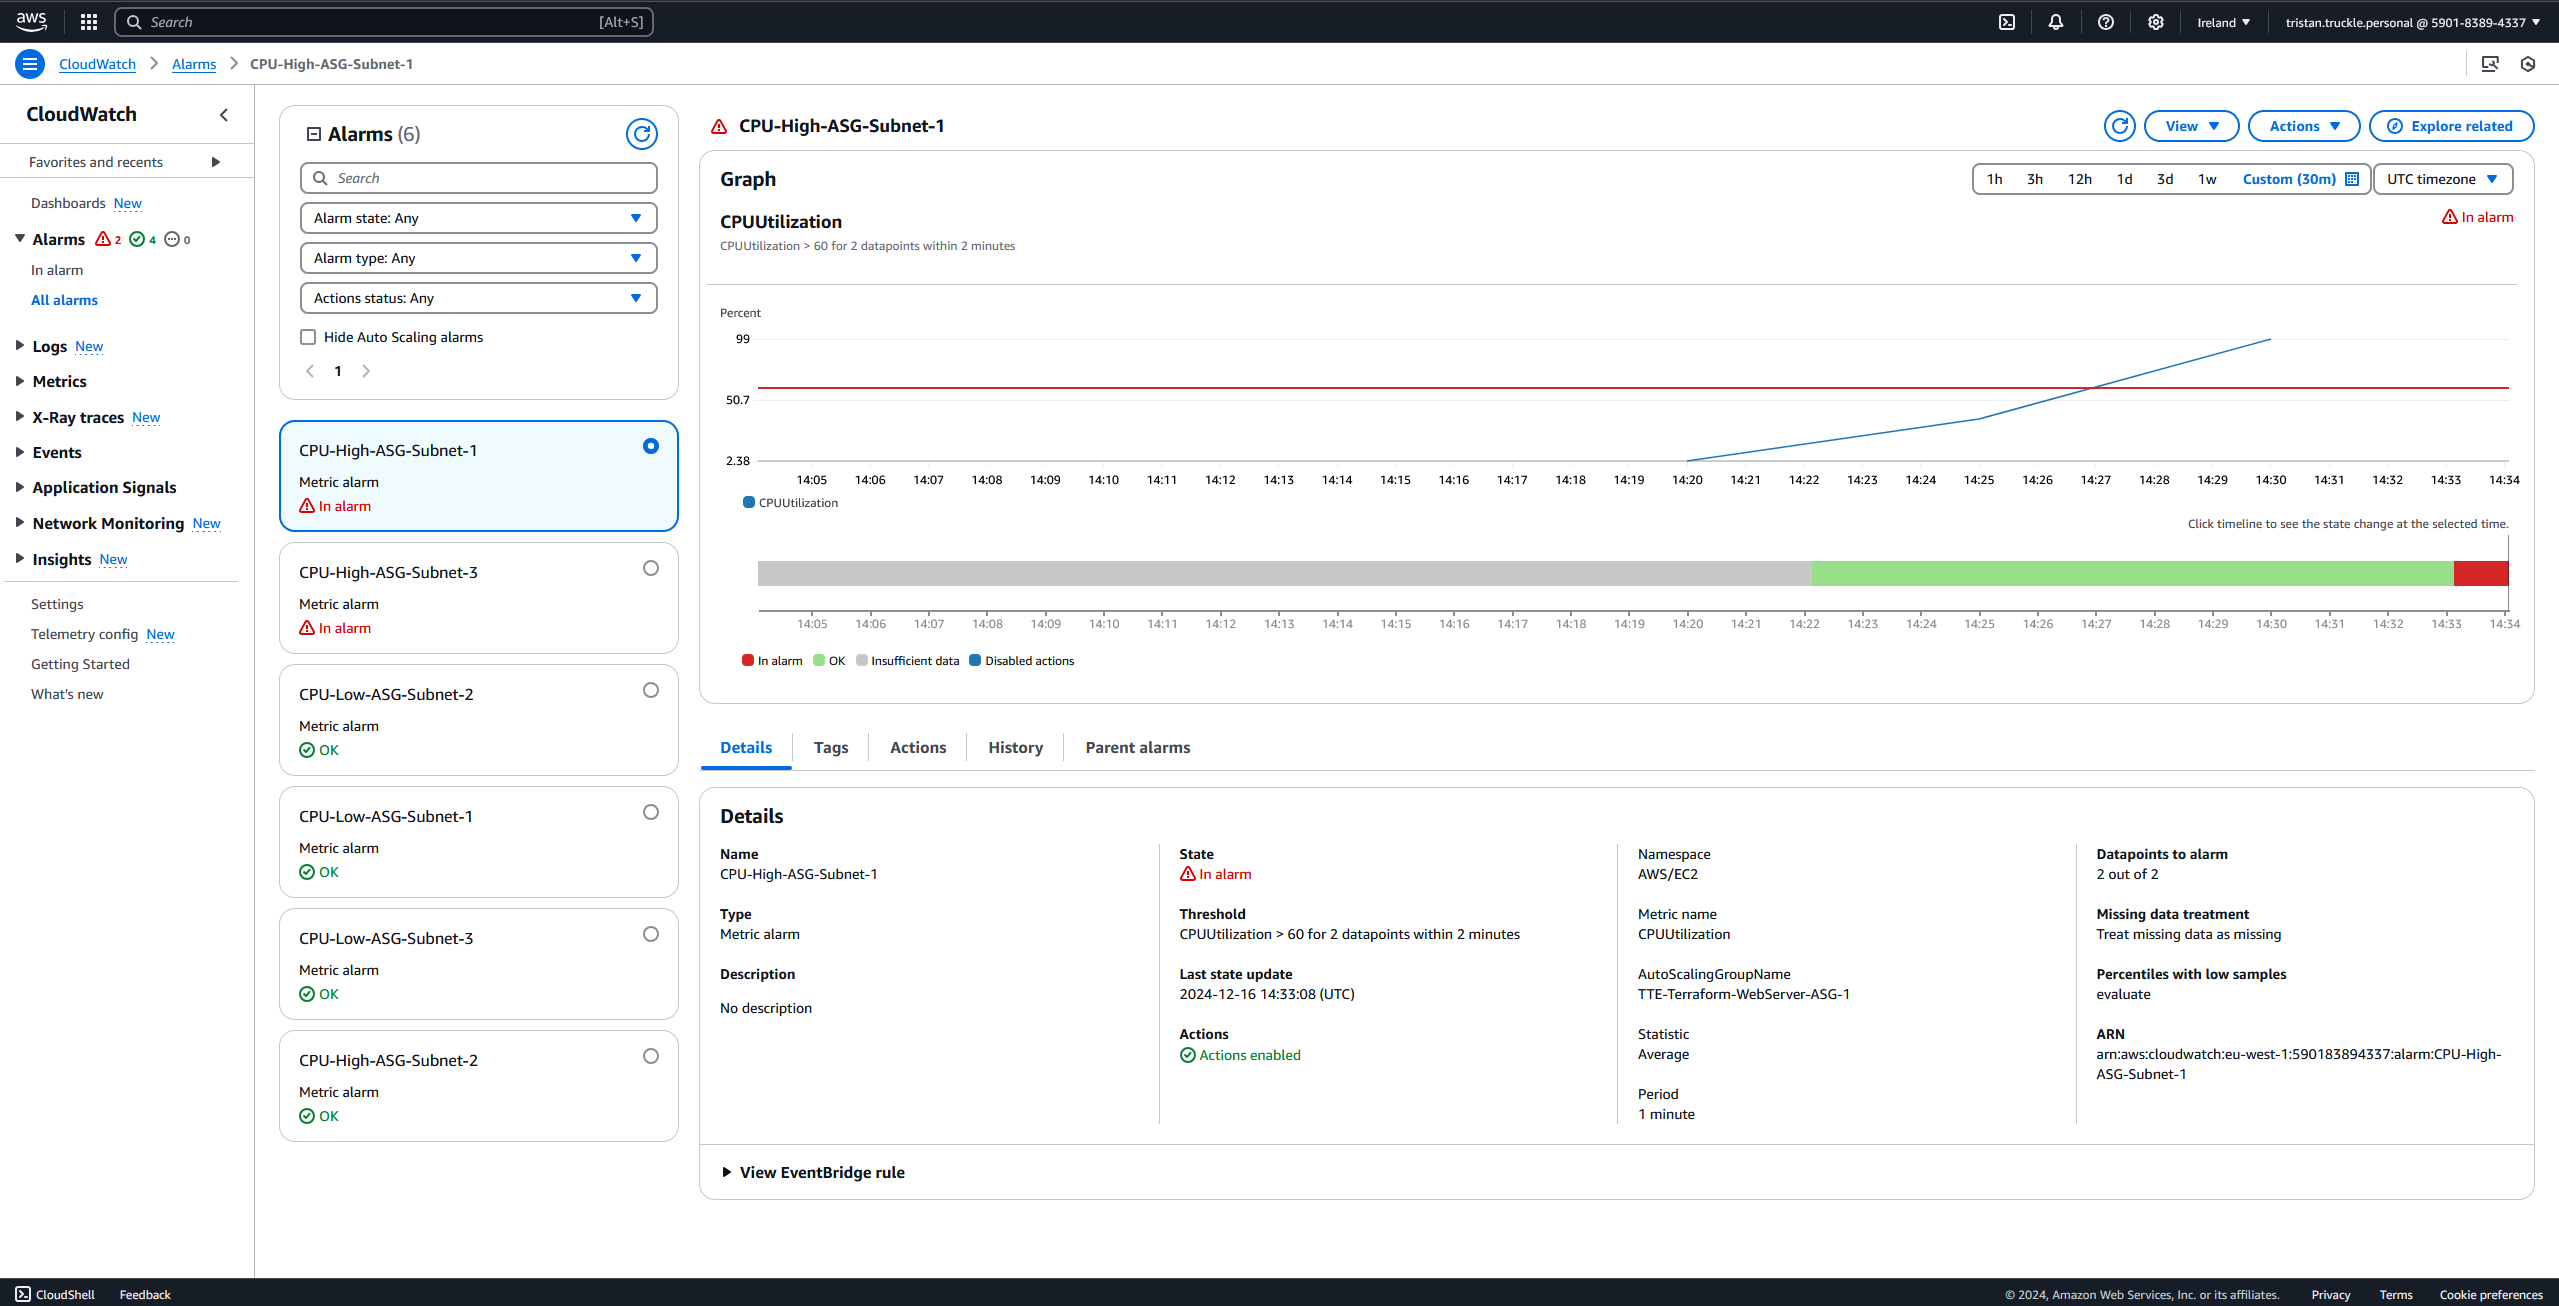 aws
Search [Alt+S]
Ireland
tristan.truckle.personal @ 5901-8389-4337
CloudWatch
Alarms
CPU-High-ASG-Subnet-1
CloudWatch
Favorites and recents
Dashboards New
Alarms 2 4 0
In alarm
All alarms
Logs New
Metrics
X-Ray traces New
Events
Application Signals
Network Monitoring New
Insights New
Settings
Telemetry config New
Getting Started
What's new
Alarms (6)
Search
Alarm state: Any
Alarm type: Any
Actions status: Any
Hide Auto Scaling alarms
1
CPU-High-ASG-Subnet-1
Metric alarm
In alarm
CPU-High-ASG-Subnet-3
Metric alarm
In alarm
CPU-Low-ASG-Subnet-2
Metric alarm
OK
CPU-Low-ASG-Subnet-1
Metric alarm
OK
CPU-Low-ASG-Subnet-3
Metric alarm
OK
CPU-High-ASG-Subnet-2
Metric alarm
OK
CPU-High-ASG-Subnet-1
View
Actions
Explore related
Graph
1h 3h 12h 1d 3d 1w Custom (30m)
UTC timezone
CPUUtilization
In alarm
CPUUtilization > 60 for 2 datapoints within 2 minutes
Percent
99
50.7
2.38
14:05 14:06 14:07 14:08 14:09 14:10 14:11 14:12 14:13 14:14 14:15 14:16 14:17 14:18 14:19 14:20 14:21 14:22 14:23 14:24 14:25 14:26 14:27 14:28 14:29 14:30 14:31 14:32 14:33 14:34
CPUUtilization
Click timeline to see the state change at the selected time.
14:05 14:06 14:07 14:08 14:09 14:10 14:11 14:12 14:13 14:14 14:15 14:16 14:17 14:18 14:19 14:20 14:21 14:22 14:23 14:24 14:25 14:26 14:27 14:28 14:29 14:30 14:31 14:32 14:33 14:34
In alarm OK Insufficient data Disabled actions
Details
Tags
Actions
History
Parent alarms
Details
Name
CPU-High-ASG-Subnet-1
Type
Metric alarm
Description
No description
State
In alarm
Threshold
CPUUtilization > 60 for 2 datapoints within 2 minutes
Last state update
2024-12-16 14:33:08 (UTC)
Actions
Actions enabled
Namespace
AWS/EC2
Metric name
CPUUtilization
AutoScalingGroupName
TTE-Terraform-WebServer-ASG-1
Statistic
Average
Period
1 minute
Datapoints to alarm
2 out of 2
Missing data treatment
Treat missing data as missing
Percentiles with low samples
evaluate
ARN
arn:aws:cloudwatch:eu-west-1:590183894337:alarm:CPU-High-
ASG-Subnet-1
View EventBridge rule
CloudShell
Feedback
© 2024, Amazon Web Services, Inc. or its affiliates.
Privacy
Terms
Cookie preferences